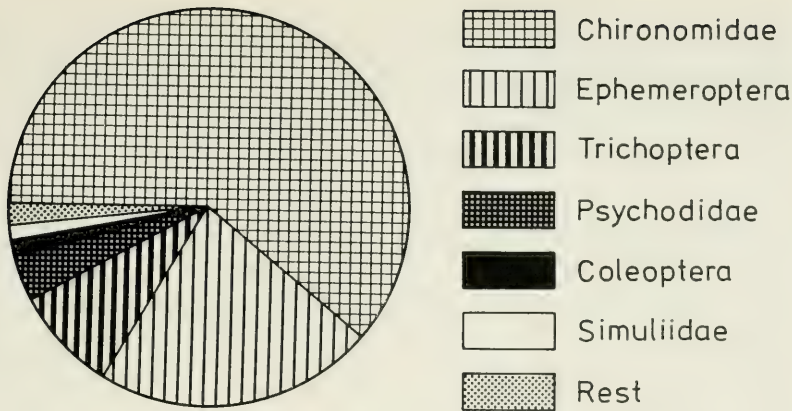 Chironomidae
Ephemeroptera
Trichoptera
Psychodidae
Coleoptera
Simuliidae
Rest